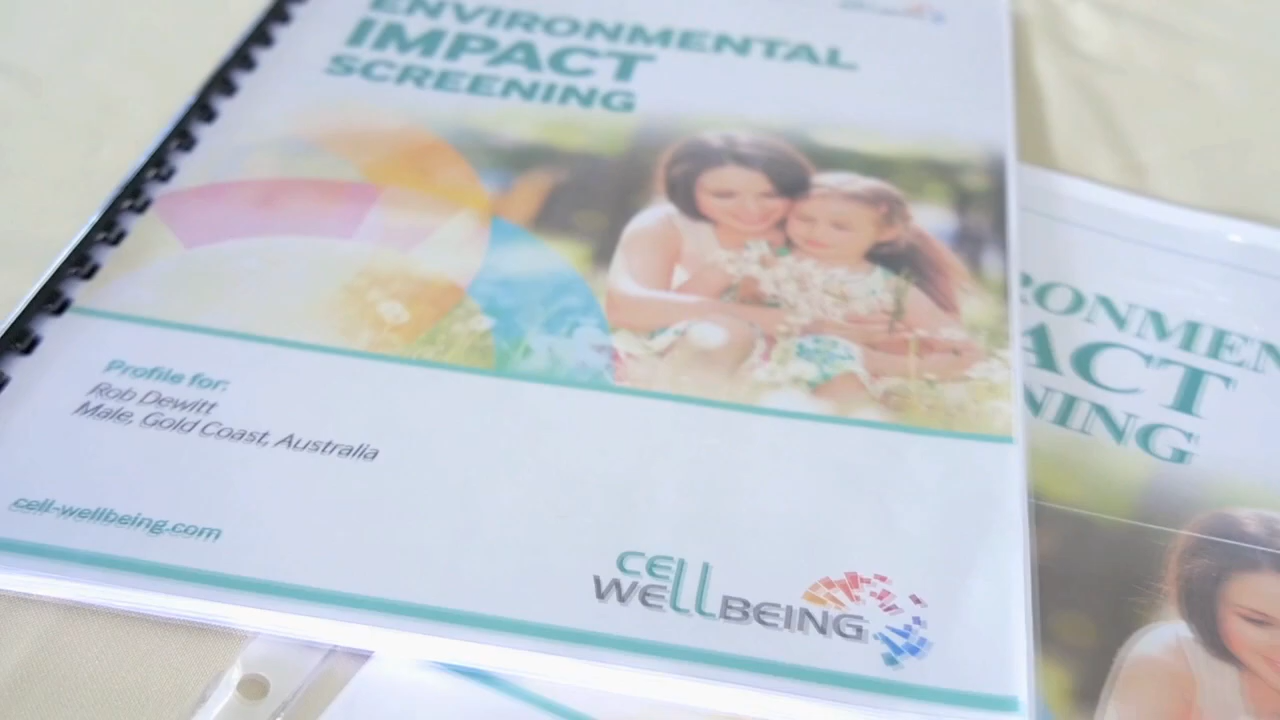 ENVIRONMENTAL
IMPACT
SCREENING
Profile for:
Rob Dewitt
Male, Gold Coast, Australia
cell-wellbeing.com
CELL
WELLBEING
RONMEN
ACT
NING